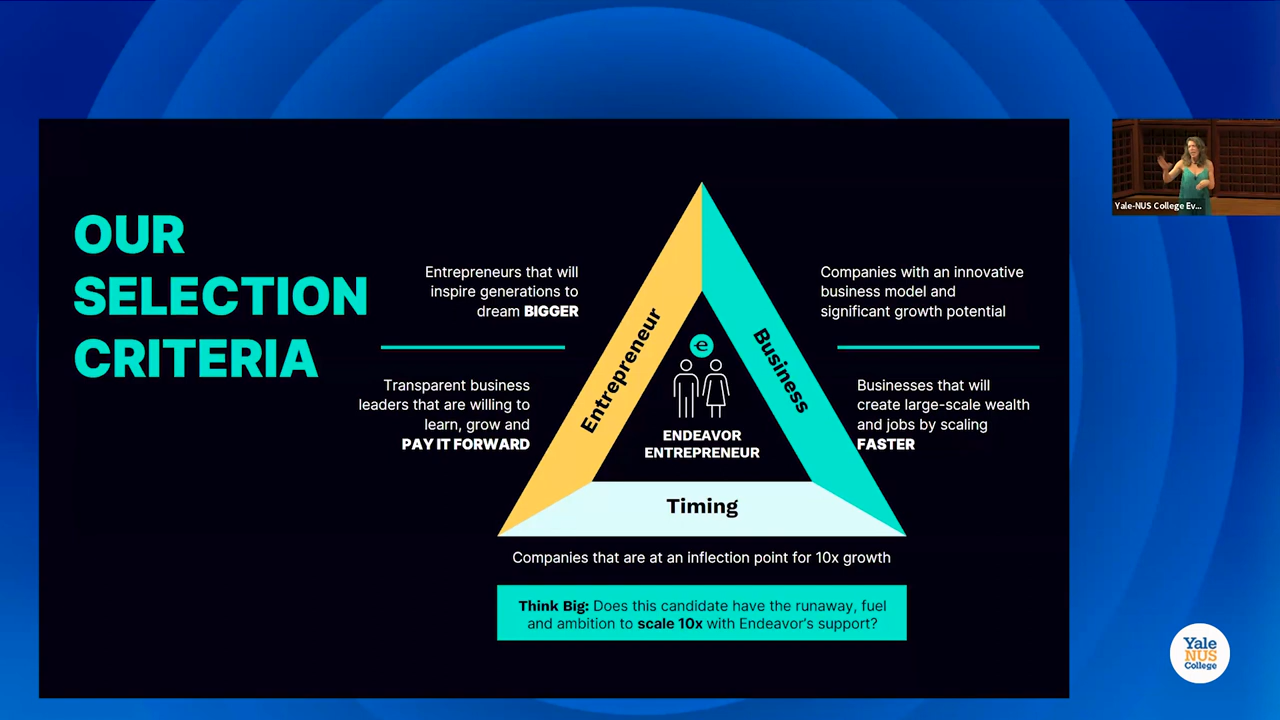 OUR
SELECTION
CRITERIA
Entrepreneurs that will
inspire generations to
dream BIGGER
Transparent business
leaders that are willing to
learn, grow and
PAY IT FORWARD
Entrepreneur
Business
Timing
e
ENDEAVOR
ENTREPRENEUR
Companies with an innovative
business model and
significant growth potential
Businesses that will
create large-scale wealth
and jobs by scaling
FASTER
Companies that are at an inflection point for 10x growth
Think Big: Does this candidate have the runaway, fuel
and ambition to scale 10x with Endeavor's support?
Yale-NUS College Ev...
Yale
NUS
College